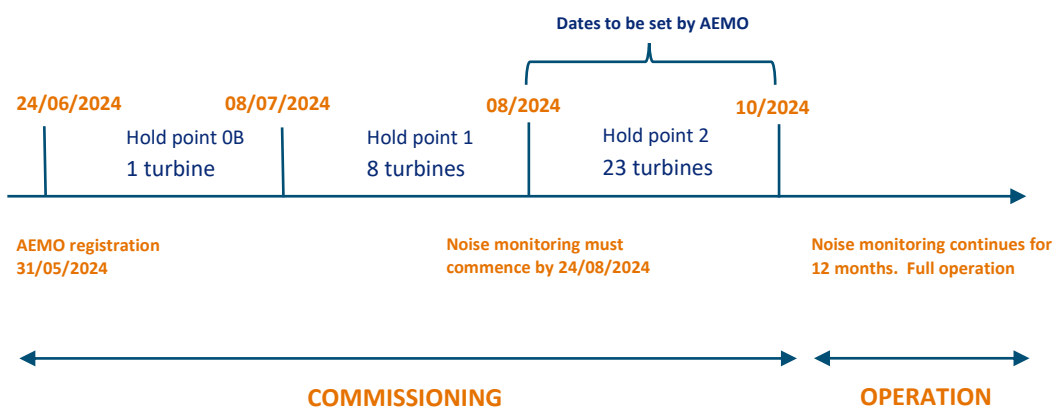 Dates to be set by AEMO
24/06/2024
08/07/2024
08/2024
10/2024
Hold point 0B
1 turbine
Hold point 1
8 turbines
Hold point 2
23 turbines
AEMO registration
31/05/2024
Noise monitoring must
commence by 24/08/2024
Noise monitoring continues for
12 months.  Full operation
COMMISSIONING
OPERATION